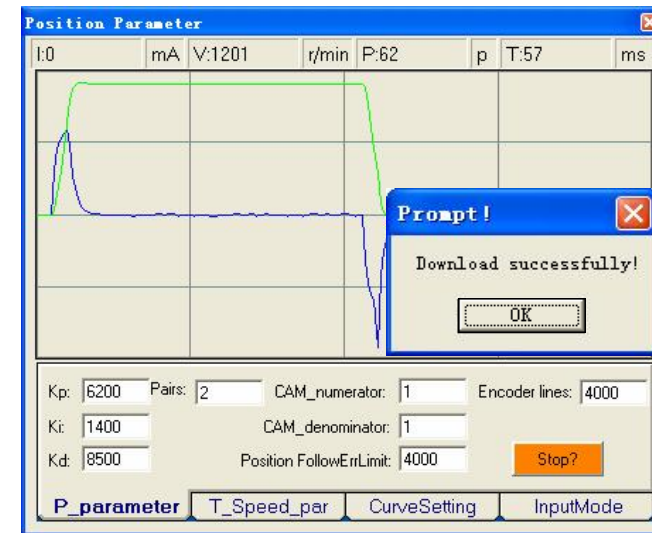 Position Parameter
I:0 mA V:1201 r/min P:62 p T:57 ms
Prompt!
Download successfully!
OK
Kp: 6200 Pairs: 2 CAM_numerator: 1 Encoder lines: 4000
Ki: 1400 CAM_denominator: 1
Kd: 8500 Position FollowErrLimit: 4000 Stop?
P_parameter T_Speed_par CurveSetting InputMode